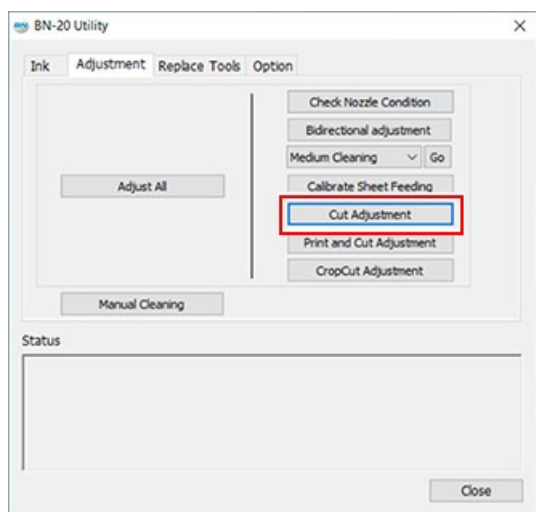 BN-20 Utility
Ink Adjustment Replace Tools Option
Check Nozzle Condition
Bidirectional adjustment
Medium Cleaning Go
Adjust All
Calibrate Sheet Feeding
Cut Adjustment
Print and Cut Adjustment
CropCut Adjustment
Manual Cleaning
Status
Close